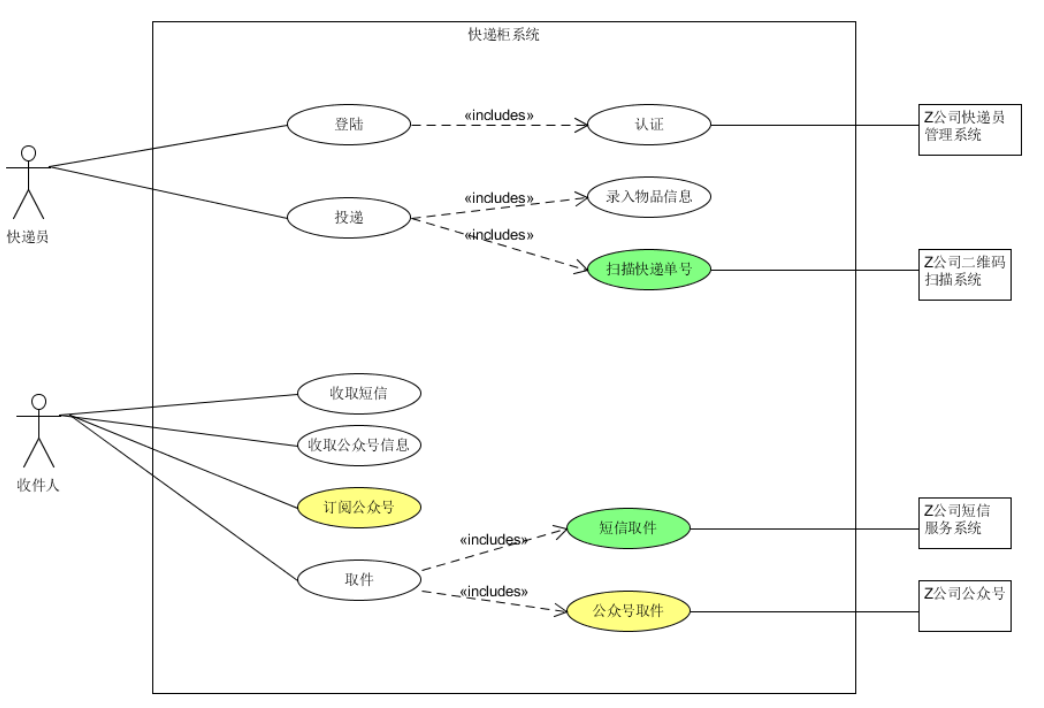 快递柜系统
登陆
«includes»
认证
Z公司快递员
管理系统
快递员
投递
«includes»
录入物品信息
«includes»
扫描快递单号
Z公司二维码
扫描系统
收件人
收取短信
收取公众号信息
订阅公众号
取件
«includes»
短信取件
Z公司短信
服务系统
«includes»
公众号取件
Z公司公众号